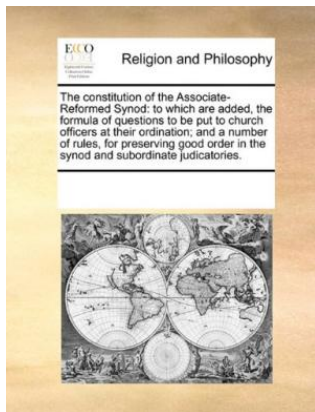 ECCO
Religion and Philosophy
The constitution of the Associate-
Reformed Synod: to which are added, the
formula of questions to be put to church
officers at their ordination; and a number
of rules, for preserving good order in the
synod and subordinate judicatories.